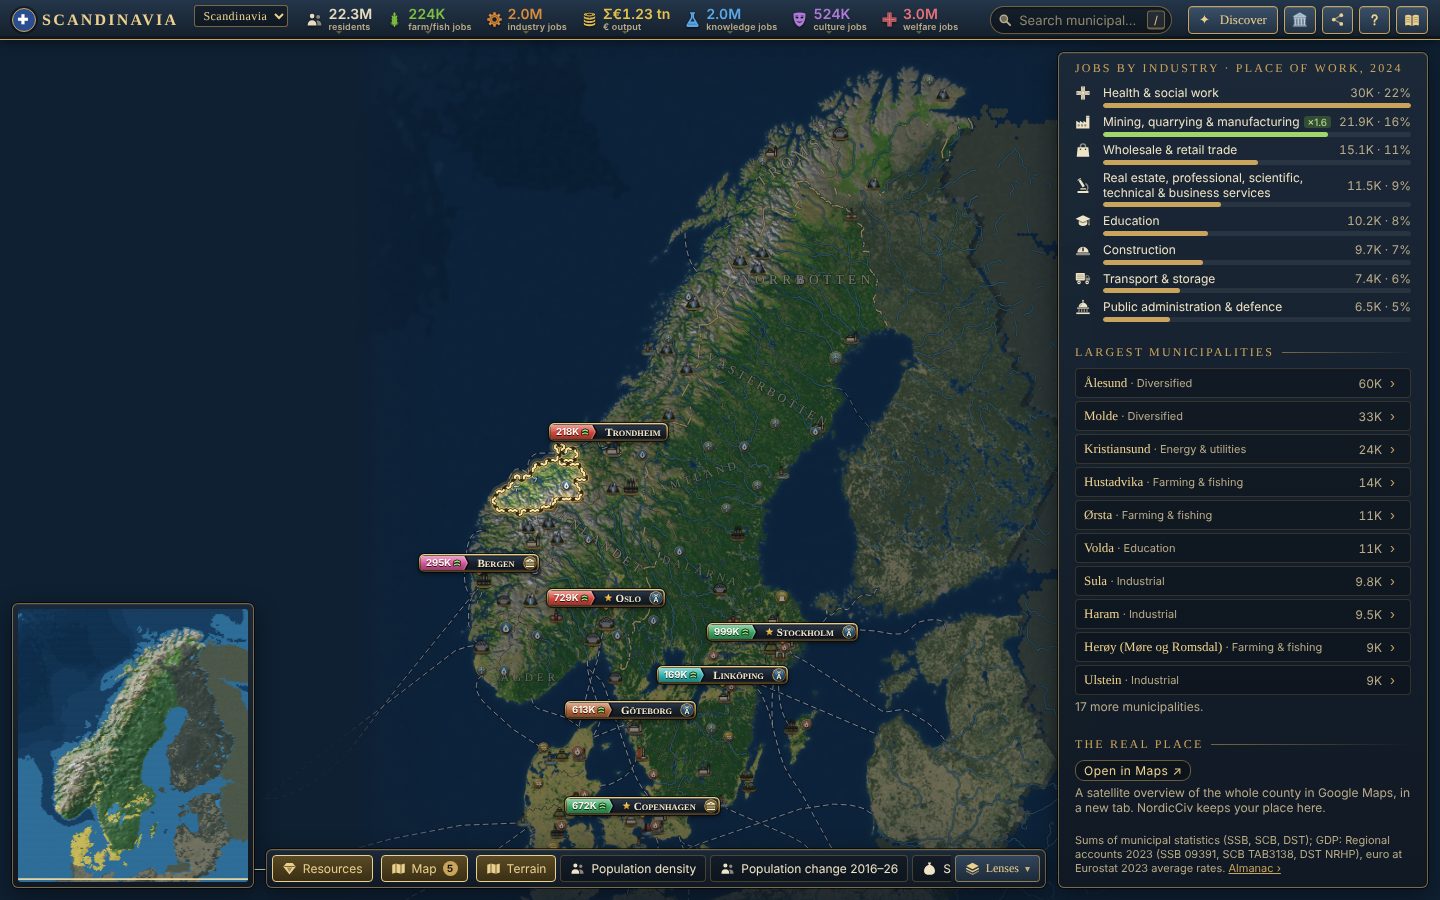 SCANDINAVIA
Scandinavia
22.3M
residents
224K
farm/fish jobs
2.0M
industry jobs
Σ€1.23 tn
€ output
2.0M
knowledge jobs
524K
culture jobs
3.0M
welfare jobs
Search municipal... /
Discover
?
JOBS BY INDUSTRY · PLACE OF WORK, 2024
Health & social work 30K · 22%
Mining, quarrying & manufacturing ×1.6 21.9K · 16%
Wholesale & retail trade 15.1K · 11%
Real estate, professional, scientific,
technical & business services 11.5K · 9%
Education 10.2K · 8%
Construction 9.7K · 7%
Transport & storage 7.4K · 6%
Public administration & defence 6.5K · 5%
LARGEST MUNICIPALITIES
Ålesund · Diversified 60K ›
Molde · Diversified 33K ›
Kristiansund · Energy & utilities 24K ›
Hustadvika · Farming & fishing 14K ›
Ørsta · Farming & fishing 11K ›
Volda · Education 11K ›
Sula · Industrial 9.8K ›
Haram · Industrial 9.5K ›
Herøy (Møre og Romsdal) · Farming & fishing 9K ›
Ulstein · Industrial 9K ›
17 more municipalities.
THE REAL PLACE
Open in Maps ↗
A satellite overview of the whole county in Google Maps, in
a new tab. NordicCiv keeps your place here.
Sums of municipal statistics (SSB, SCB, DST); GDP: Regional
accounts 2023 (SSB 09391, SCB TAB3138, DST NRHP), euro at
Eurostat 2023 average rates. Almanac ›
TROMS
NORRBOTTEN
VÄSTERBOTTEN
218K TRONDHEIM
295K BERGEN
DALARNA
729K ★ OSLO
999K ★ STOCKHOLM
169K LINKÖPING
613K GÖTEBORG
672K ★ COPENHAGEN
Resources
Map 5
Terrain
Population density
Population change 2016–26
S
Lenses ▾